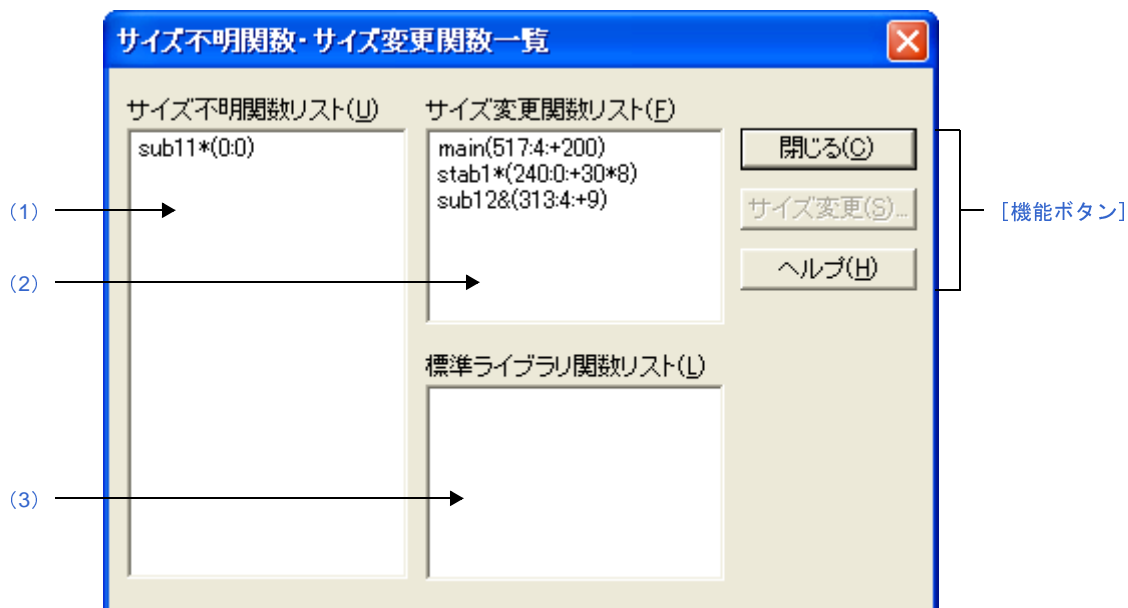 サイズ不明関数・サイズ変更関数一覧
サイズ不明関数リスト(U)
sub11*(0:0)
サイズ変更関数リスト(F)
main(517:4:+200)
stab1*(240:0:+30*8)
sub12&(313:4:+9)
標準ライブラリ関数リスト(L)
閉じる(C)
サイズ変更(S)...
ヘルプ(H)
[機能ボタン]
(1)
(2)
(3)